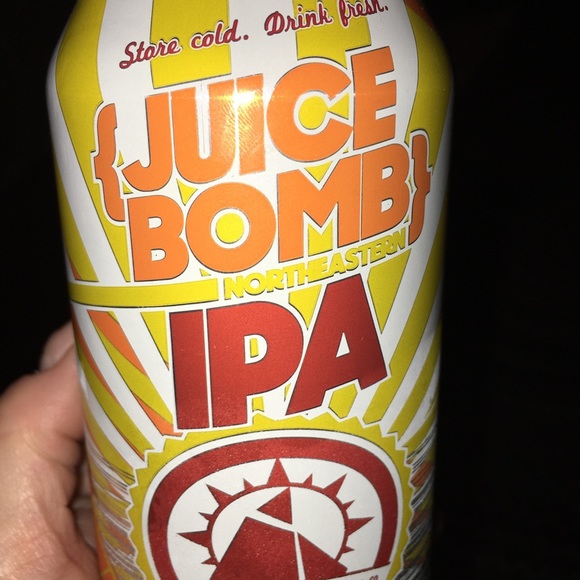 Store cold. Drink fresh.
{JUICE
BOMB}
NORTHEASTERN
IPA